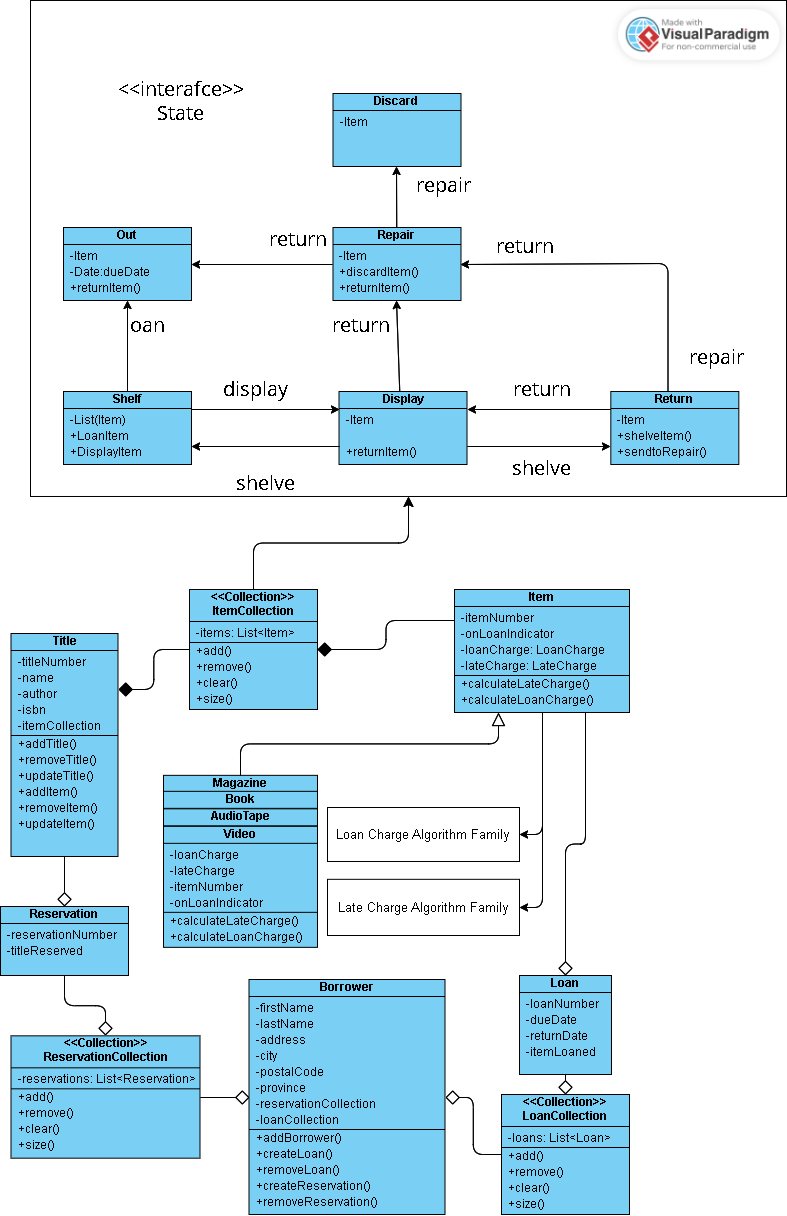 Made with
VisualParadigm
For non-commercial use
<<interafce>>
State
Discard
-Item
repair
Out
-Item
-Date:dueDate
+returnItem()
return
Repair
-Item
+discardItem()
+returnItem()
return
oan
return
repair
Shelf
-List(Item)
+LoanItem
+DisplayItem
display
Display
-Item
+returnItem()
return
Return
-Item
+shelveItem()
+sendtoRepair()
shelve
shelve
<<Collection>>
ItemCollection
-items: List<Item>
+add()
+remove()
+clear()
+size()
Item
-itemNumber
-onLoanIndicator
-loanCharge: LoanCharge
-lateCharge: LateCharge
+calculateLateCharge()
+calculateLoanCharge()
Title
-titleNumber
-name
-author
-isbn
-itemCollection
+addTitle()
+removeTitle()
+updateTitle()
+addItem()
+removeItem()
+updateItem()
Magazine
Book
AudioTape
Video
-loanCharge
-lateCharge
-itemNumber
-onLoanIndicator
+calculateLateCharge()
+calculateLoanCharge()
Loan Charge Algorithm Family
Late Charge Algorithm Family
Reservation
-reservationNumber
-titleReserved
Borrower
-firstName
-lastName
-address
-city
-postalCode
-province
-reservationCollection
-loanCollection
+addBorrower()
+createLoan()
+removeLoan()
+createReservation()
+removeReservation()
Loan
-loanNumber
-dueDate
-returnDate
-itemLoaned
<<Collection>>
ReservationCollection
-reservations: List<Reservation>
+add()
+remove()
+clear()
+size()
<<Collection>>
LoanCollection
-loans: List<Loan>
+add()
+remove()
+clear()
+size()